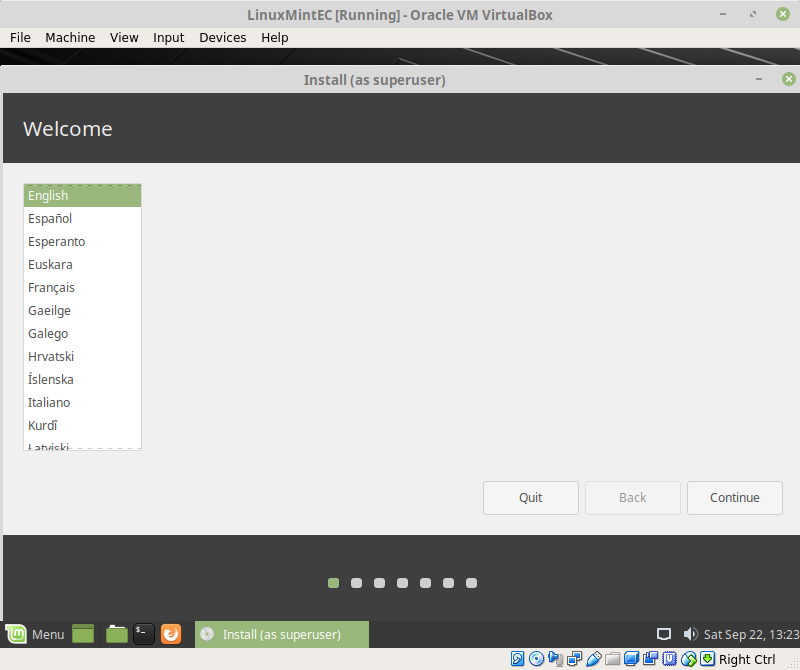 LinuxMintEC [Running] - Oracle VM VirtualBox
File Machine View Input Devices Help
Install (as superuser)
Welcome
English
Español
Esperanto
Euskara
Français
Gaeilge
Galego
Hrvatski
Íslenska
Italiano
Kurdî
Latviski
Quit Back Continue
Menu Install (as superuser) Sat Sep 22, 13:23
Right Ctrl